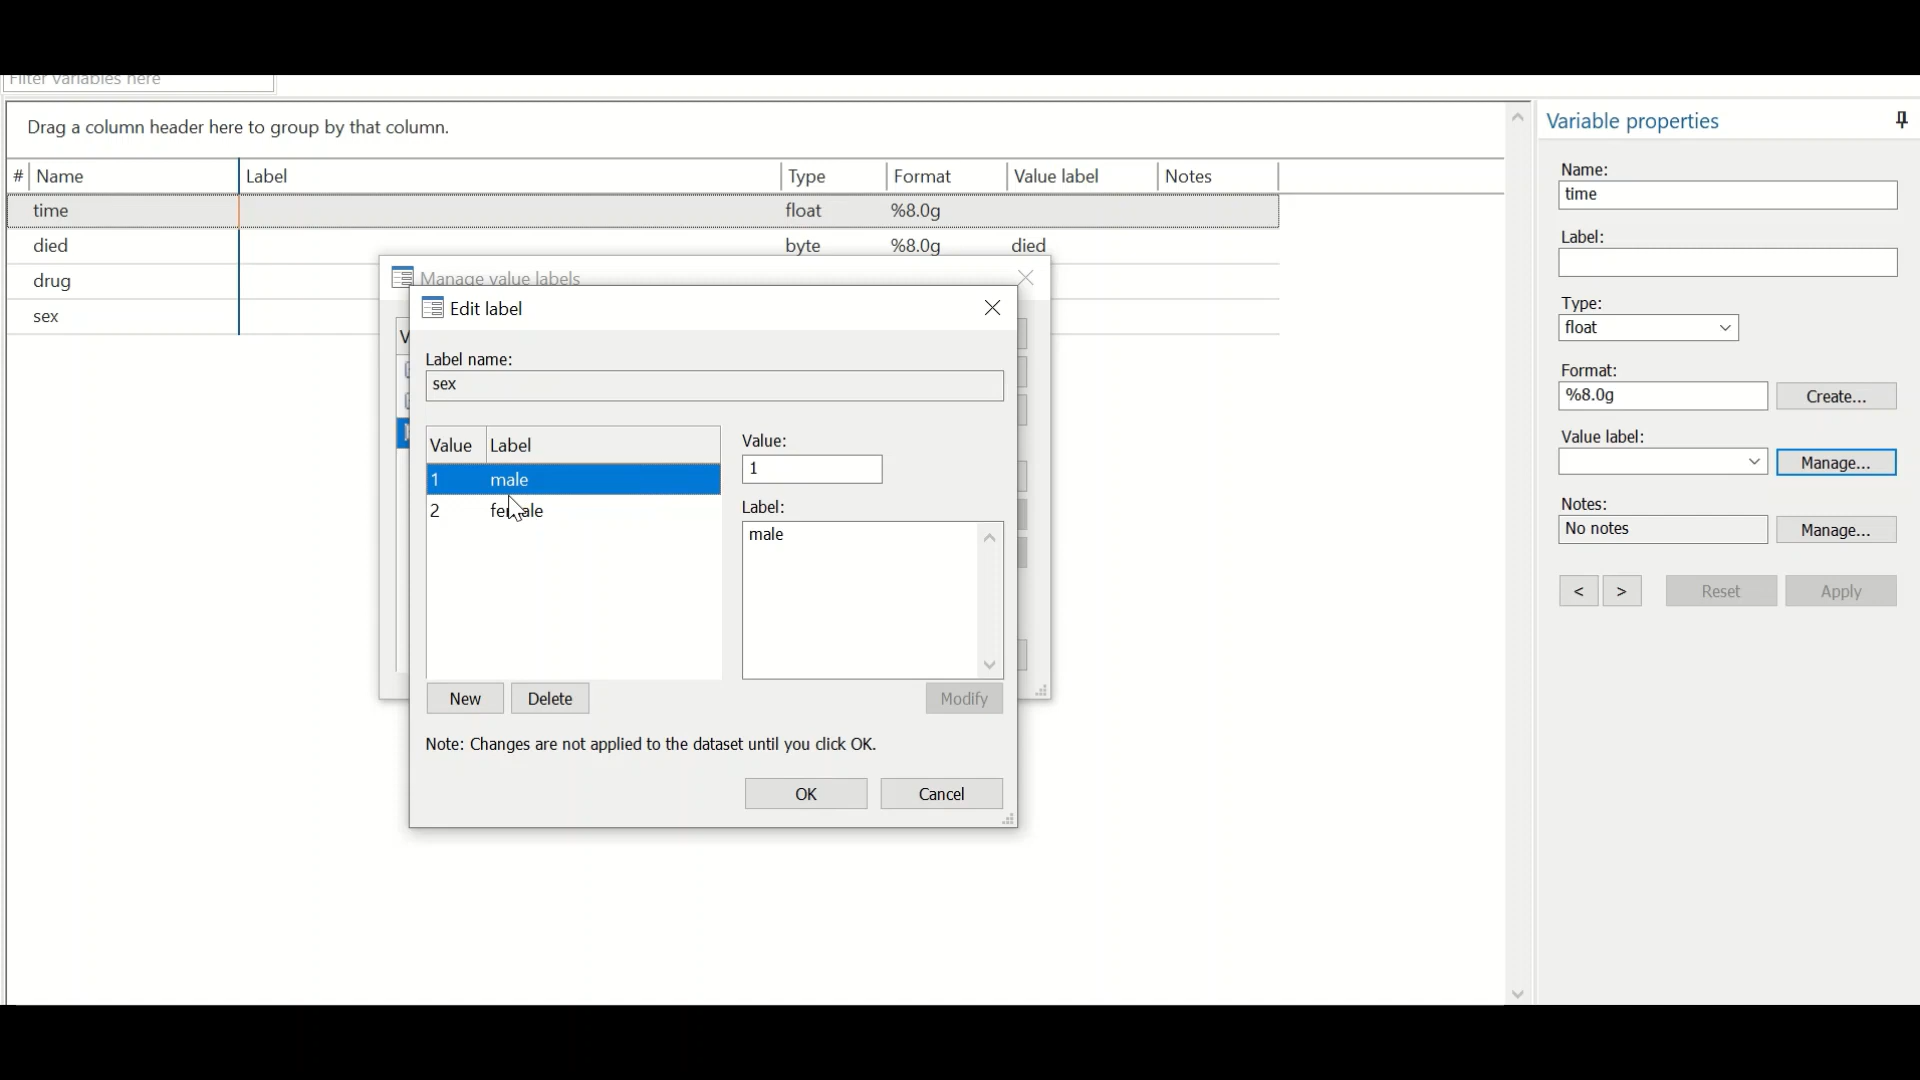 Filter variables here
Drag a column header here to group by that column.
# Name Label Type Format Value label Notes
time float %8.0g
died byte %8.0g died
drug
sex
Manage value labels
Edit label
Label name:
sex
Value Label
1 male
2 female
Value:
1
Label:
male
New Delete Modify
Note: Changes are not applied to the dataset until you click OK.
OK Cancel
Variable properties
Name:
time
Label:
Type:
float
Format:
%8.0g Create...
Value label:
Manage...
Notes:
No notes Manage...
< > Reset Apply